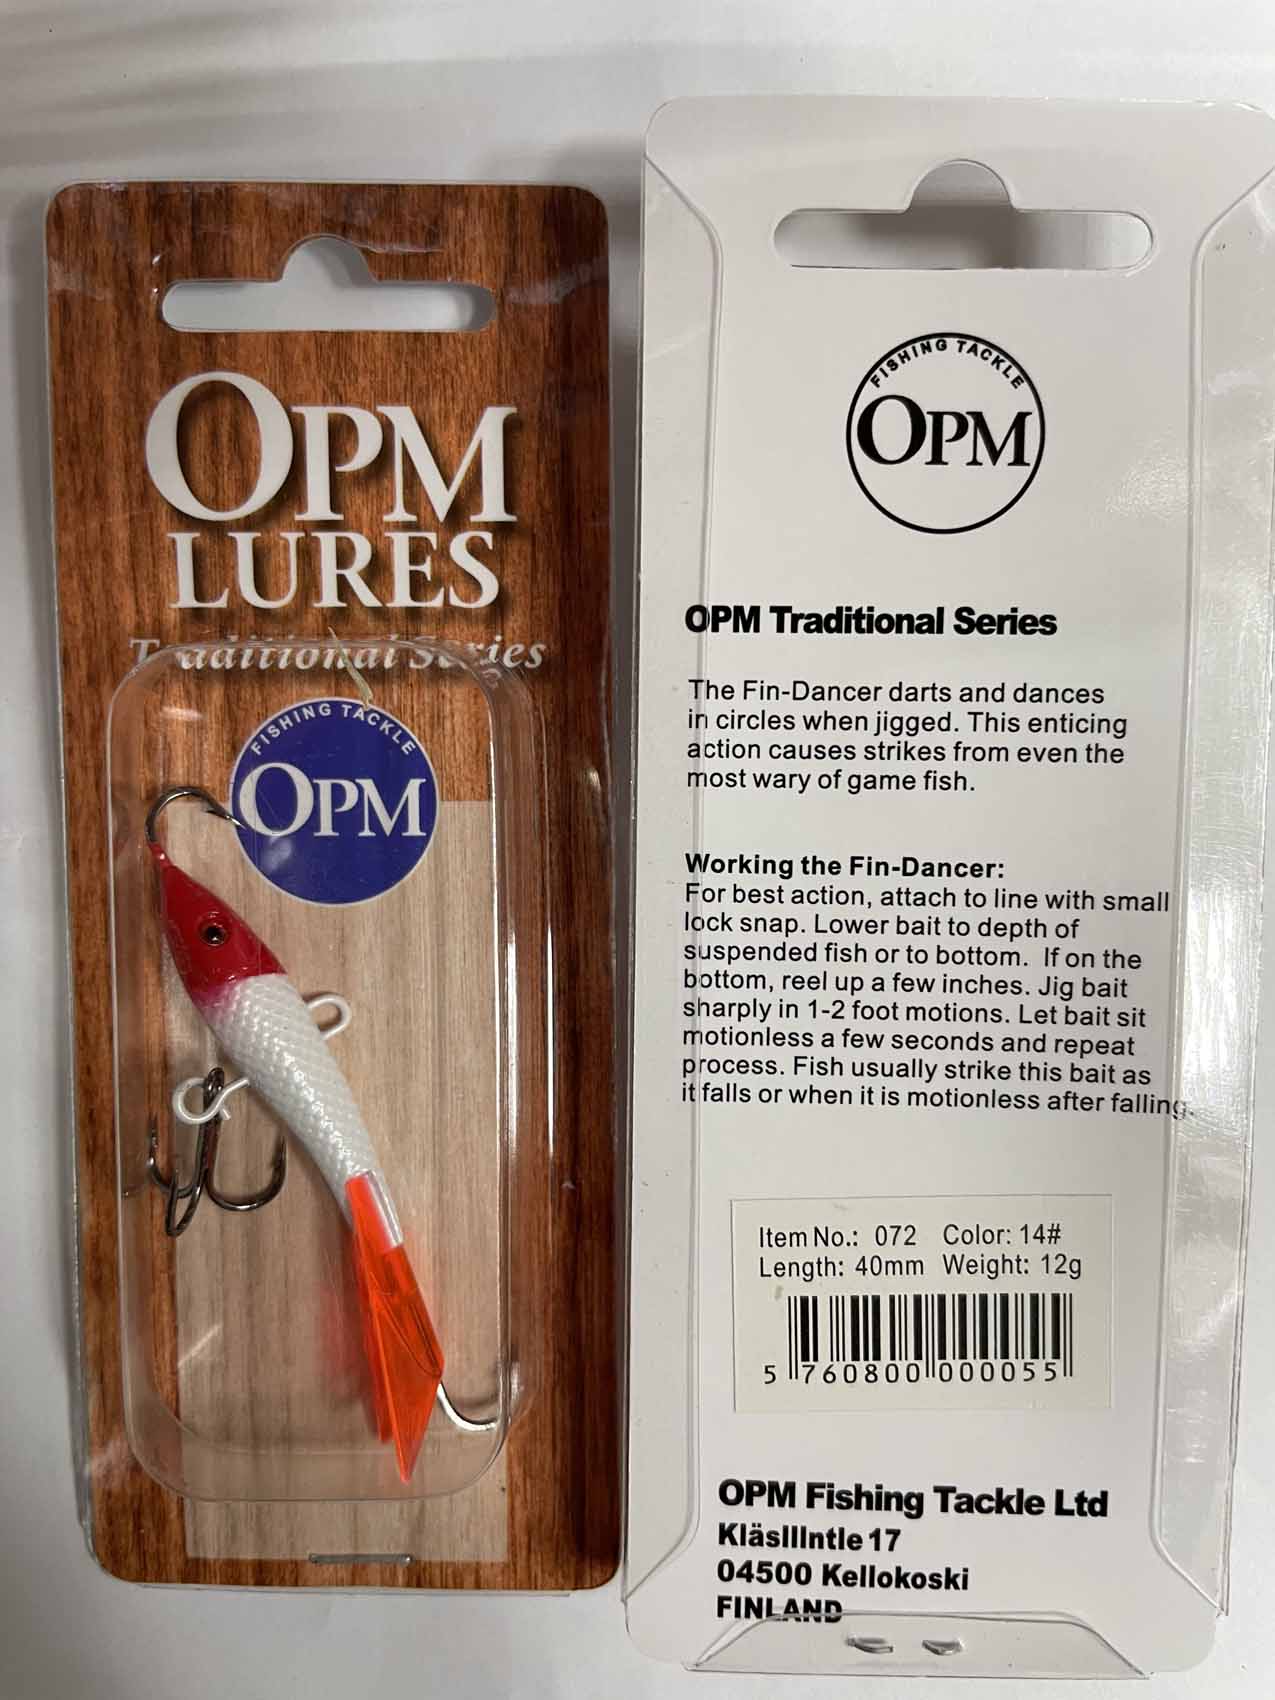 OPM
LURES
Traditional Series
FISHING TACKLE
OPM
FISHING TACKLE
OPM
OPM Traditional Series
The Fin-Dancer darts and dances
in circles when jigged. This enticing
action causes strikes from even the
most wary of game fish.
Working the Fin-Dancer:
For best action, attach to line with small
lock snap. Lower bait to depth of
suspended fish or to bottom. If on the
bottom, reel up a few inches. Jig bait
sharply in 1-2 foot motions. Let bait sit
motionless a few seconds and repeat
process. Fish usually strike this bait as
it falls or when it is motionless after falling.
Item No.: 072 Color: 14#
Length: 40mm Weight: 12g
5 760800 000055
OPM Fishing Tackle Ltd
KläsIIIntie 17
04500 Kellokoski
FINLAND